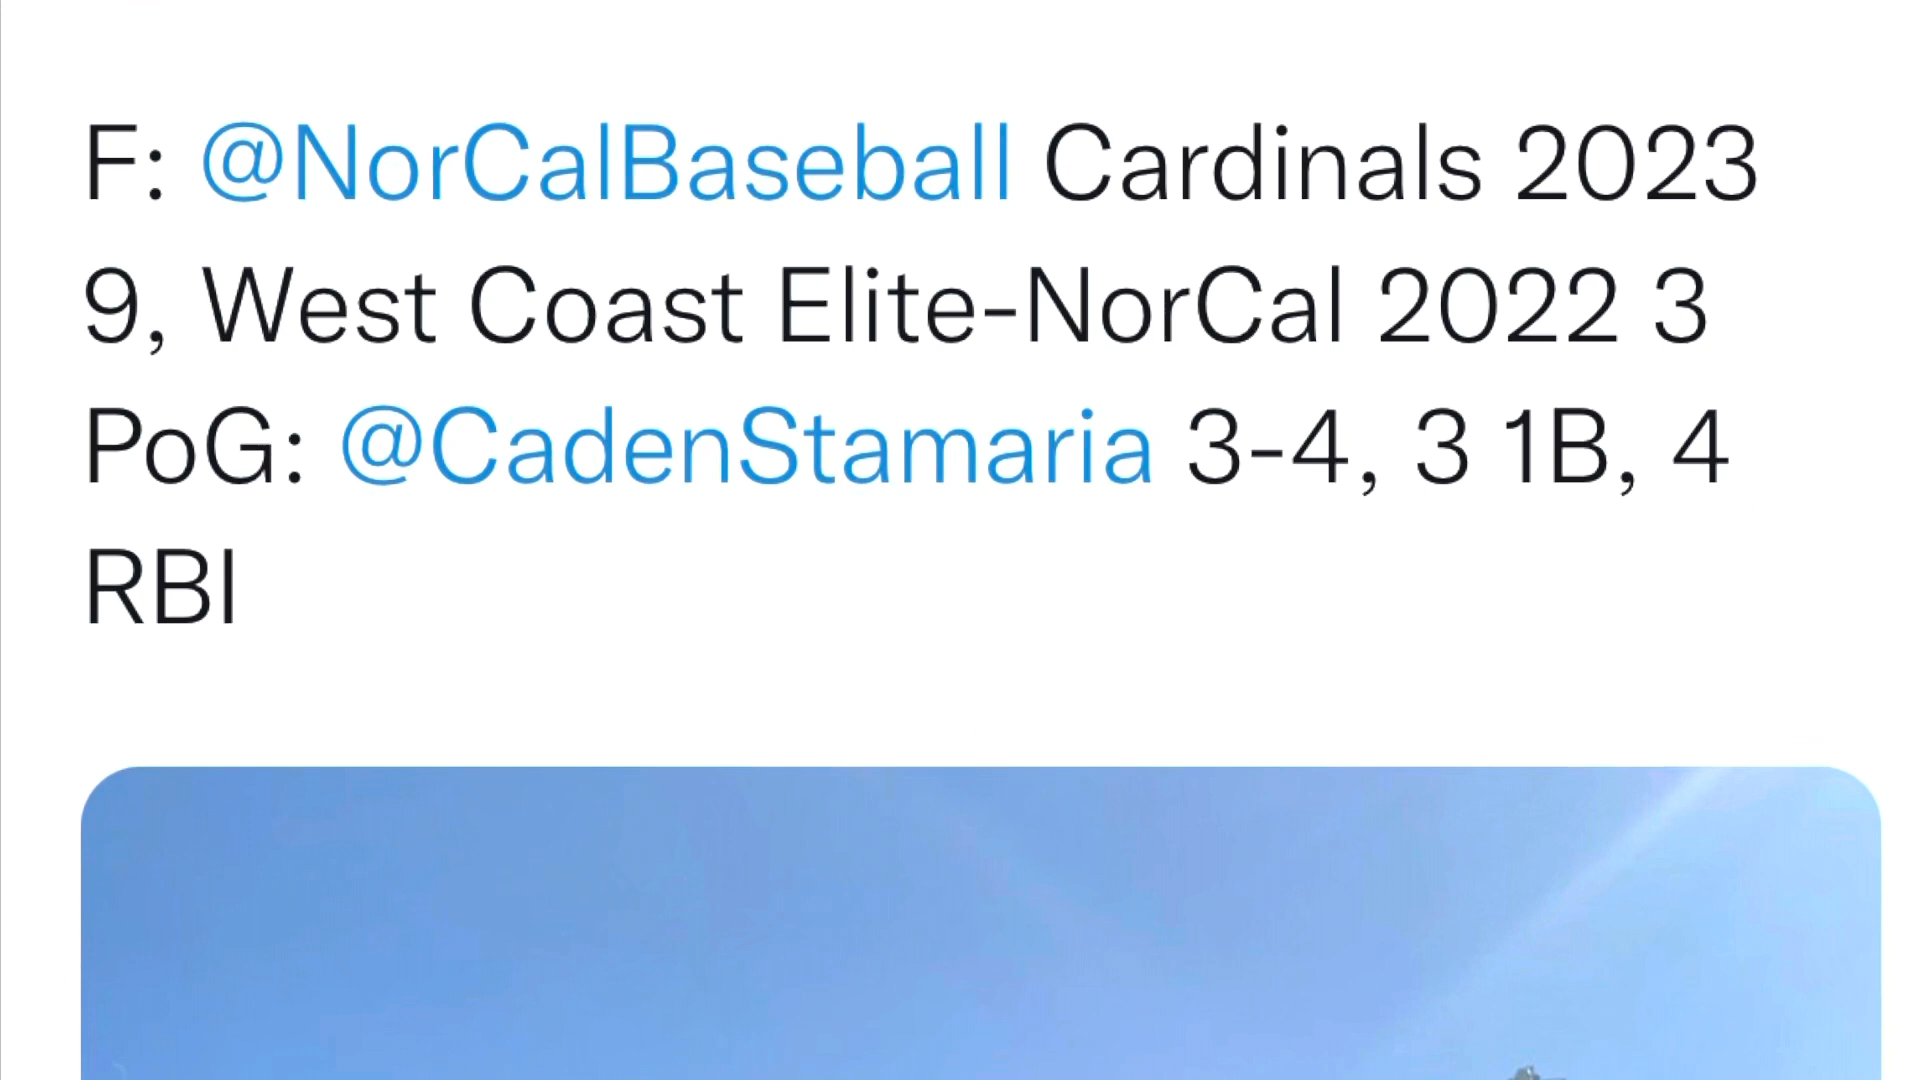 F: @NorCalBaseball Cardinals 2023
9, West Coast Elite-NorCal 2022 3
PoG: @CadenStamaria 3-4, 3 1B, 4
RBI